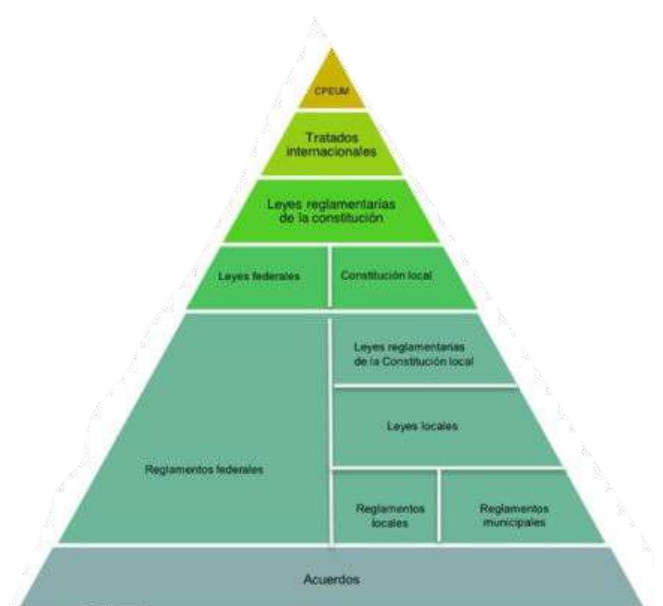 CPEUM
Tratados
internacionales
Leyes reglamentarias
de la constitución
Leyes federales
Constitución local
Leyes reglamentarias
de la Constitución local
Leyes locales
Reglamentos federales
Reglamentos
locales
Reglamentos
municipales
Acuerdos